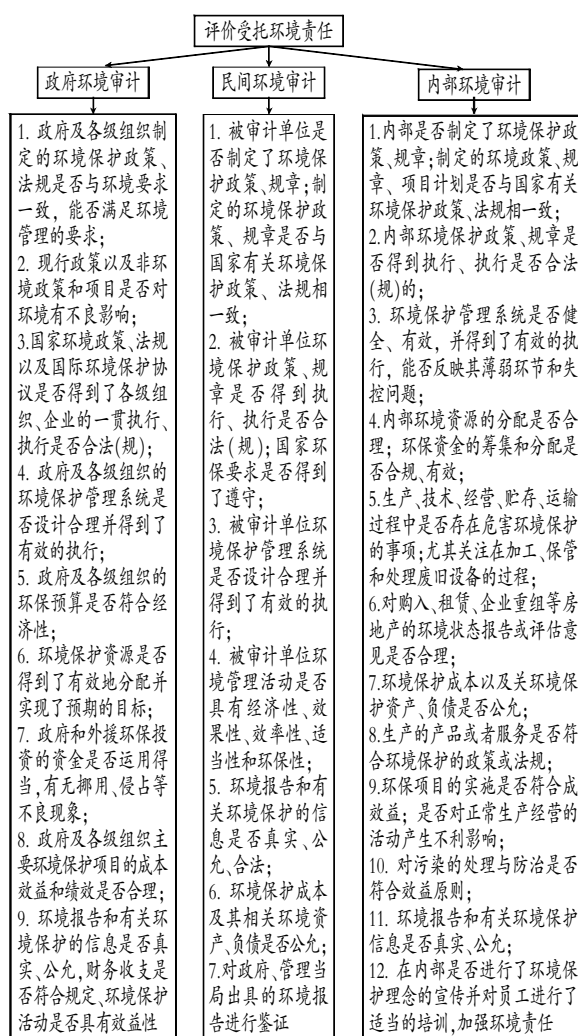 评价受托环境责任
政府环境审计
民间环境审计
内部环境审计
1. 政府及各级组织制
定的环境保护政策、
法规是否与环境要求
一致，能否满足环境
管理的要求；
2. 现行政策以及非环
境政策和项目是否对
环境有不良影响；
3.国家环境政策、法规
以及国际环境保护协
议是否得到了各级组
织、企业的一贯执行、
执行是否合法(规)；
4. 政府及各级组织的
环境保护管理系统是
否设计合理并得到了
有效的执行；
5. 政府及各级组织的
环保预算是否符合经
济性；
6. 环境保护资源是否
得到了有效地分配并
实现了预期的目标；
7. 政府和外援环保投
资的资金是否运用得
当，有无挪用、侵占等
不良现象；
8. 政府及各级组织主
要环境保护项目的成本
效益和绩效是否合理；
9. 环境报告和有关环
境保护的信息是否真
实、公允，财务收支是
否符合规定、环境保护
活动是否具有效益性
1. 被审计单位是
否制定了环境保
护政策、规章；制
定的环境保护政
策、规章是否与
国家有关环境保
护政策、法规相
一致；
2. 被审计单位环
境保护政策、规
章是否得到执
行、执行是否合
法(规)；国家环
保要求是否得到
了遵守；
3. 被审计单位环
境保护管理系统
是否设计合理并
得到了有效的执
行；
4. 被审计单位环
境管理活动是否
具有经济性、效
果性、效率性、适
当性和环保性；
5. 环境报告和有
关环境保护的信
息是否真实、公
允、合法；
6. 环境保护成本
及其相关环境资
产、负债是否公允；
7.对政府、管理当
局出具的环境报
告进行鉴证
1.内部是否制定了环境保护政
策、规章；制定的环境政策、规
章、项目计划是否与国家有关
环境保护政策、法规相一致；
2.内部环境保护政策、规章是
否得到执行、执行是否合法
(规)的；
3. 环境保护管理系统是否健
全、有效，并得到了有效的执
行，能否反映其薄弱环节和失
控问题；
4.内部环境资源的分配是否合
理；环保资金的筹集和分配是
否合规、有效；
5.生产、技术、经营、贮存、运输
过程中是否存在危害环境保护
的事项；尤其关注在加工、保管
和处理废旧设备的过程；
6.对购入、租赁、企业重组等房
地产的环境状态报告或评估意
见是否合理；
7.环境保护成本以及关环境保
护资产、负债是否公允；
8.生产的产品或者服务是否符
合环境保护的政策或法规；
9.环保项目的实施是否符合成
效益；是否对正常生产经营的
活动产生不利影响；
10. 对污染的处理与防治是否
符合效益原则；
11. 环境报告和有关环境保护
信息是否真实、公允；
12. 在内部是否进行了环境保
护理念的宣传并对员工进行了
适当的培训，加强环境责任